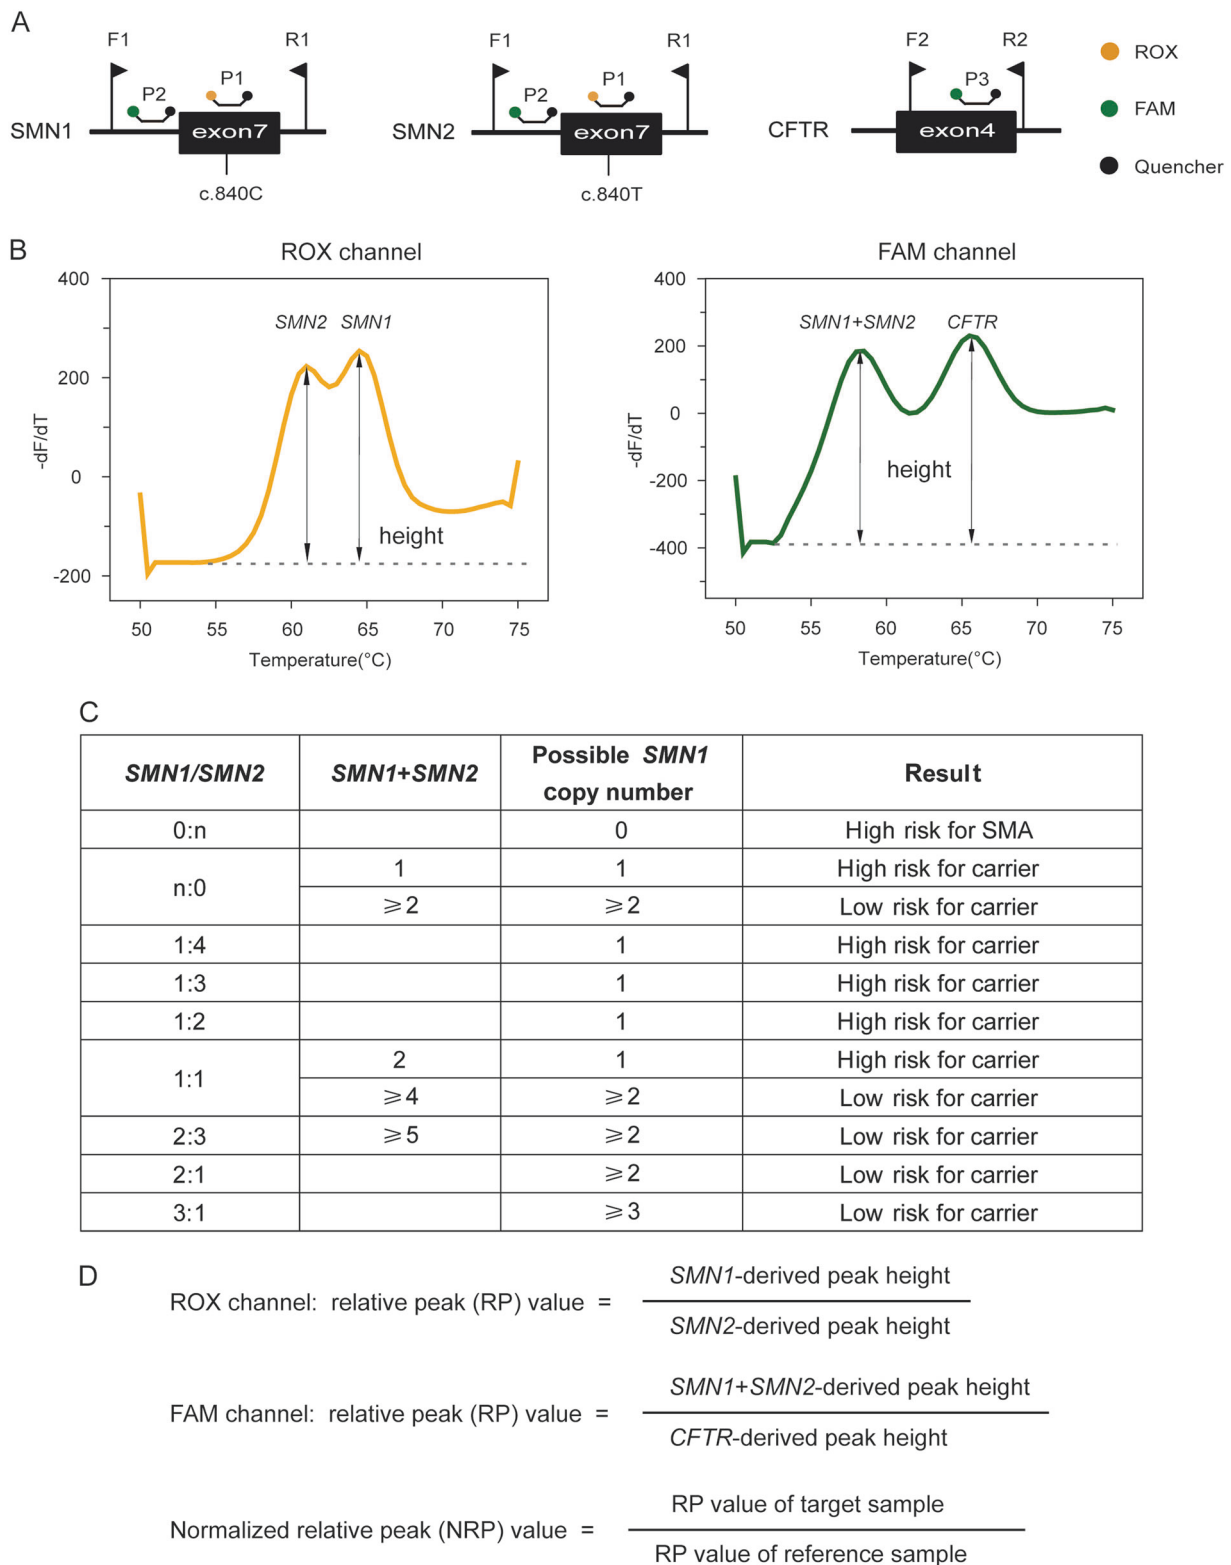 A
F1
R1
P2
P1
SMN1
exon7
c.840C
F1
R1
P2
P1
SMN2
exon7
c.840T
F2
R2
P3
CFTR
exon4
ROX
FAM
Quencher
B
ROX channel
400
200
0
-200
-dF/dT
SMN2 SMN1
height
50 55 60 65 70 75
Temperature(°C)
FAM channel
400
200
0
-200
-400
-dF/dT
SMN1+SMN2 CFTR
height
50 55 60 65 70 75
Temperature(°C)
C
SMN1/SMN2 SMN1+SMN2 Possible SMN1 copy number Result
0:n 0 High risk for SMA
n:0 1 1 High risk for carrier
⩾2 ⩾2 Low risk for carrier
1:4 1 High risk for carrier
1:3 1 High risk for carrier
1:2 1 High risk for carrier
1:1 2 1 High risk for carrier
⩾4 ⩾2 Low risk for carrier
2:3 ⩾5 ⩾2 Low risk for carrier
2:1 ⩾2 Low risk for carrier
3:1 ⩾3 Low risk for carrier
D
ROX channel: relative peak (RP) value =
SMN1-derived peak height
SMN2-derived peak height
FAM channel: relative peak (RP) value =
SMN1+SMN2-derived peak height
CFTR-derived peak height
Normalized relative peak (NRP) value =
RP value of target sample
RP value of reference sample